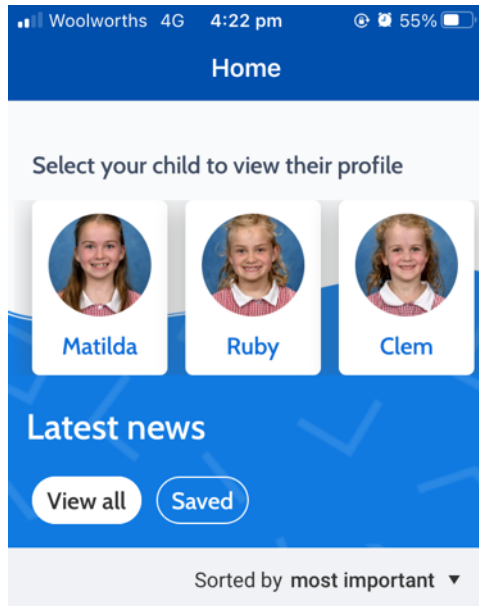 Woolworths 4G 4:22 pm 55%
Home
Select your child to view their profile
Matilda Ruby Clem
Latest news
View all Saved
Sorted by most important